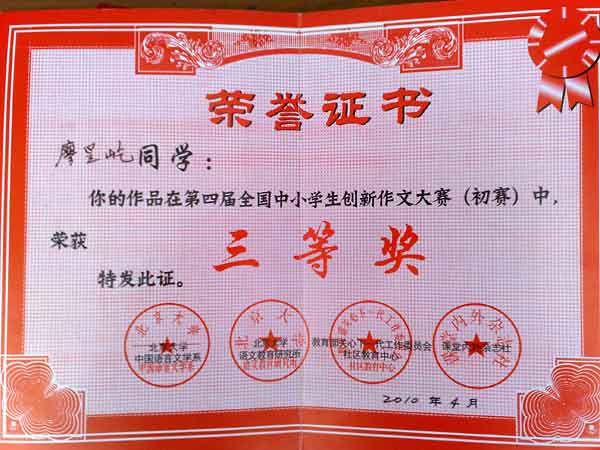 荣誉证书
廖呈屹同学：
你的作品在第四届全国中小学生创新作文大赛（初赛）中，
荣获
三等奖
特发此证。
北京大学
中国语言文学系
北京大学
语文教育研究所
教育部关心下一代工作委员会
社区教育中心
课堂内外杂志社
2010 年 4 月